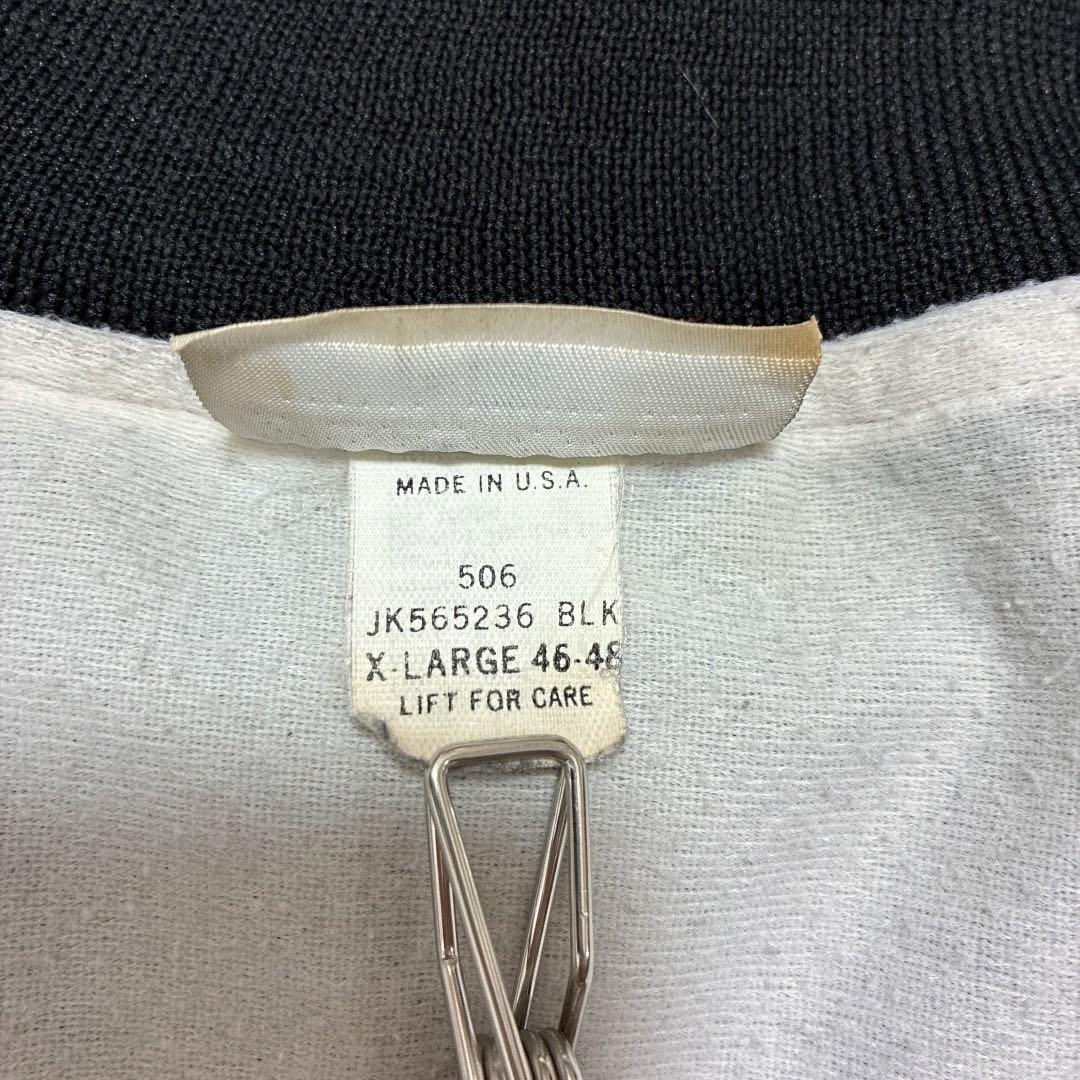 MADE IN U.S.A.
506
JK565236 BLK
X-LARGE 46-48
LIFT FOR CARE